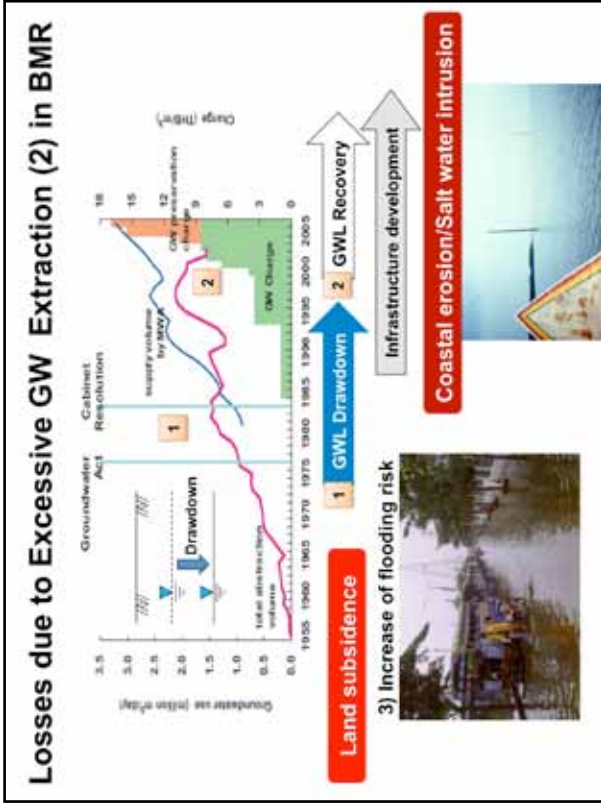 Losses due to Excessive GW Extraction (2) in BMR
Groundwater
Act
Cabinet
Resolution
3.5
3.0
2.5
2.0
1.5
1.0
0.5
0.0
Groundwater use (million m³/day)
Drawdown
total abstraction
volume
supply volume
by MWA
1
2
GW preservation
charge
GW Charge
18
15
12
9
6
3
0
Charge (THB/m³)
1955 1960 1965 1970 1975 1980 1985 1990 1995 2000 2005
Land subsidence
1 GWL Drawdown
2 GWL Recovery
Infrastructure development
3) Increase of flooding risk
Coastal erosion/Salt water intrusion